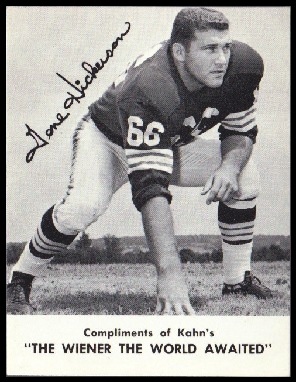 Gene Hickerson
66
Compliments of Kahn's
"THE WIENER THE WORLD AWAITED"